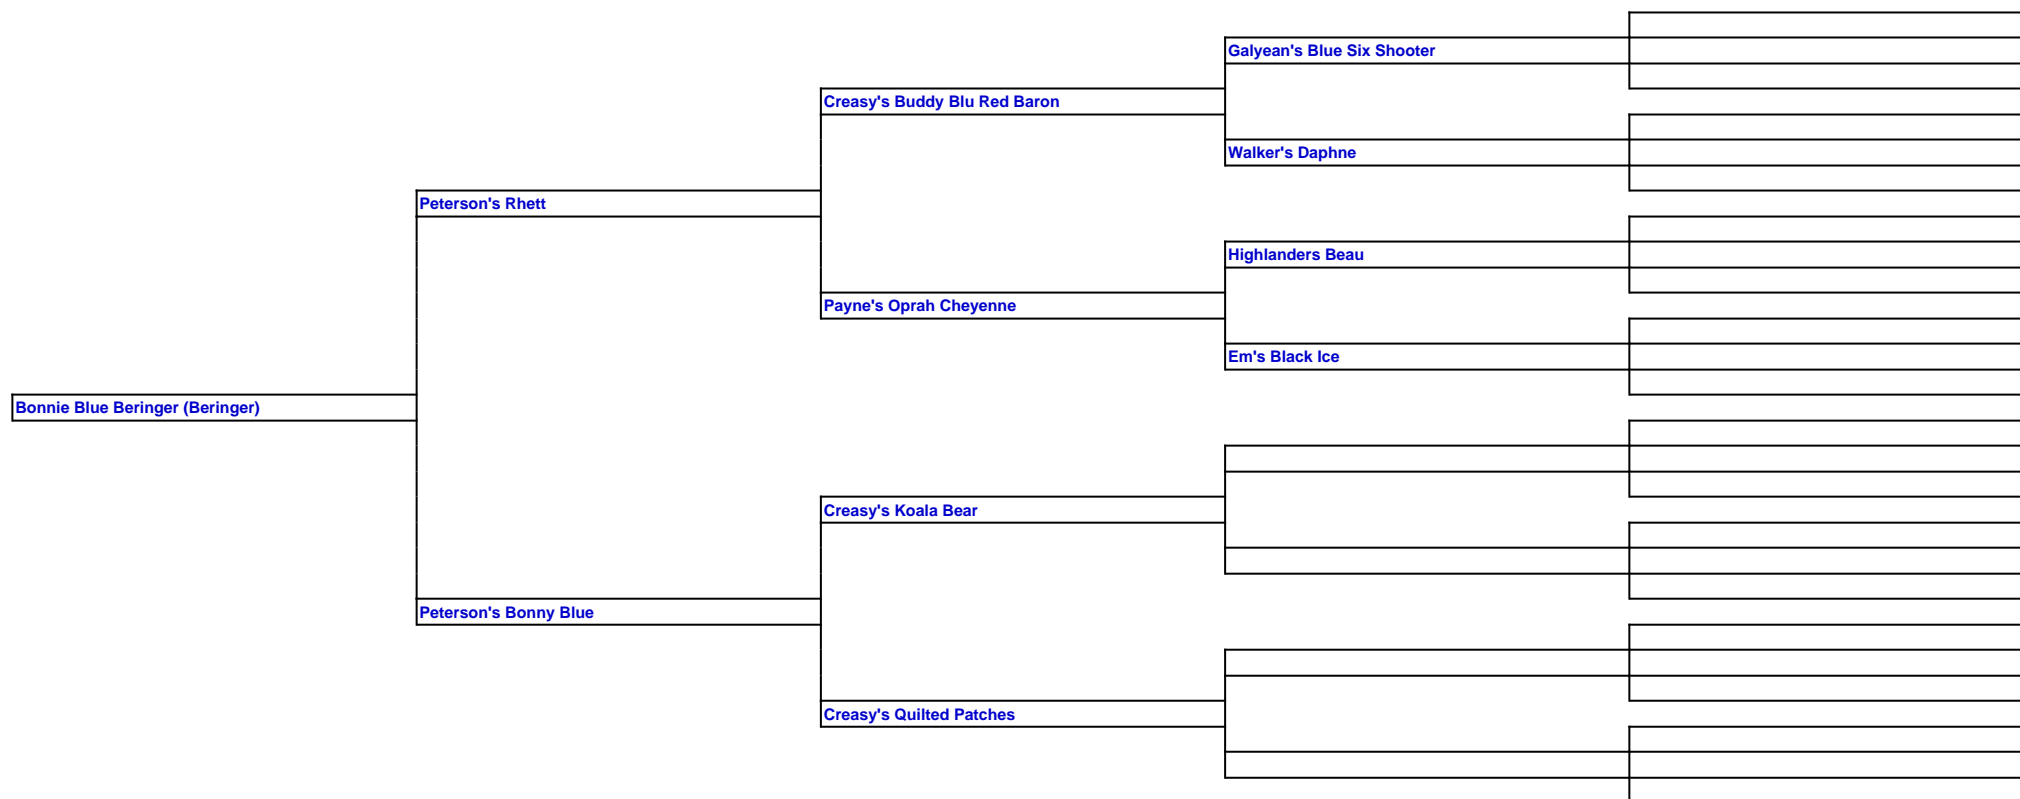 Galyean's Blue Six Shooter
Creasy's Buddy Blu Red Baron
Walker's Daphne
Peterson's Rhett
Highlanders Beau
Payne's Oprah Cheyenne
Em's Black Ice
Bonnie Blue Beringer (Beringer)
Creasy's Koala Bear
Peterson's Bonny Blue
Creasy's Quilted Patches